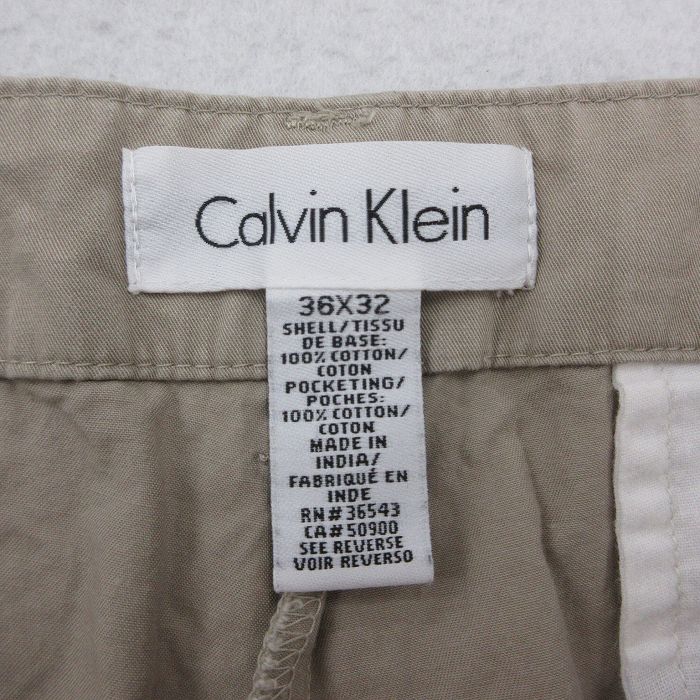 Calvin Klein
36X32
SHELL/TISSU
DE BASE:
100% COTTON/
COTON
POCKETING/
POCHES:
100% COTTON/
COTON
MADE IN
INDIA/
FABRIQUÉ EN
INDE
RN# 36543
CA# 50900
SEE REVERSE
VOIR REVERSO